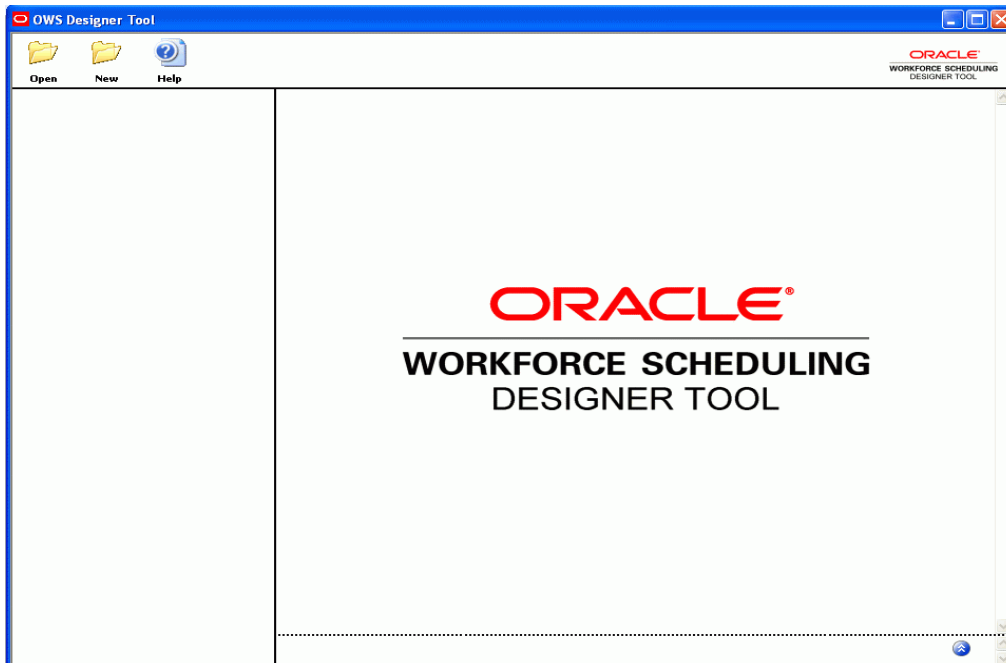 OWS Designer Tool
Open New Help
ORACLE
WORKFORCE SCHEDULING
DESIGNER TOOL
ORACLE®
WORKFORCE SCHEDULING
DESIGNER TOOL